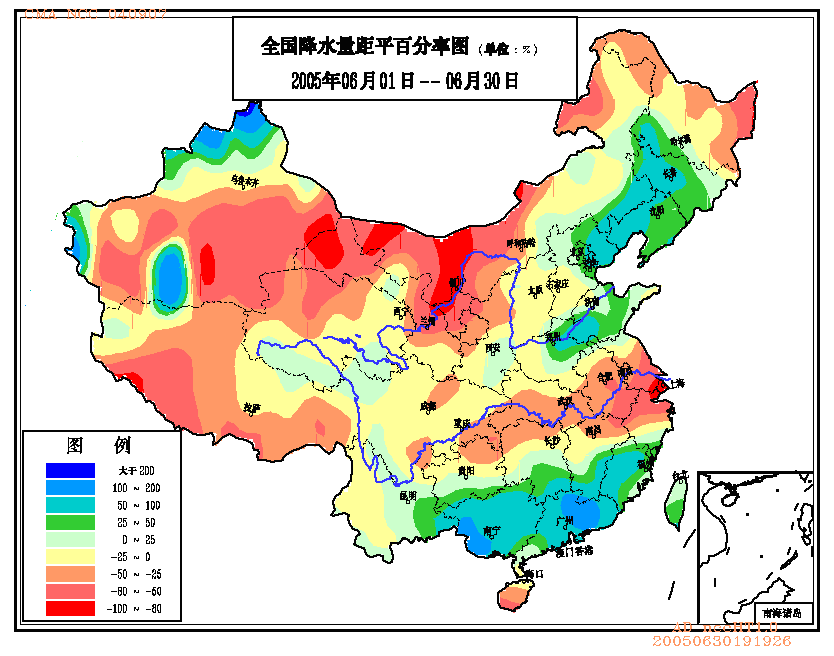 CMA NCC 040907
全国降水量距平百分率图（单位：%）
2005年06月01日 -- 06月30日
乌鲁木齐
哈尔滨
长春
沈阳
呼和浩特
北京
天津
银川
太原
石家庄
济南
西宁
兰州
郑州
西安
合肥
南京
上海
拉萨
成都
武汉
重庆
南昌
长沙
贵阳
福州
昆明
台北
南宁
广州
澳门香港
海口
图 例
大于 200
100 ~ 200
50 ~ 100
25 ~ 50
0 ~ 25
-25 ~ 0
-50 ~ -25
-80 ~ -50
-100 ~ -80
南海诸岛
20050630191926